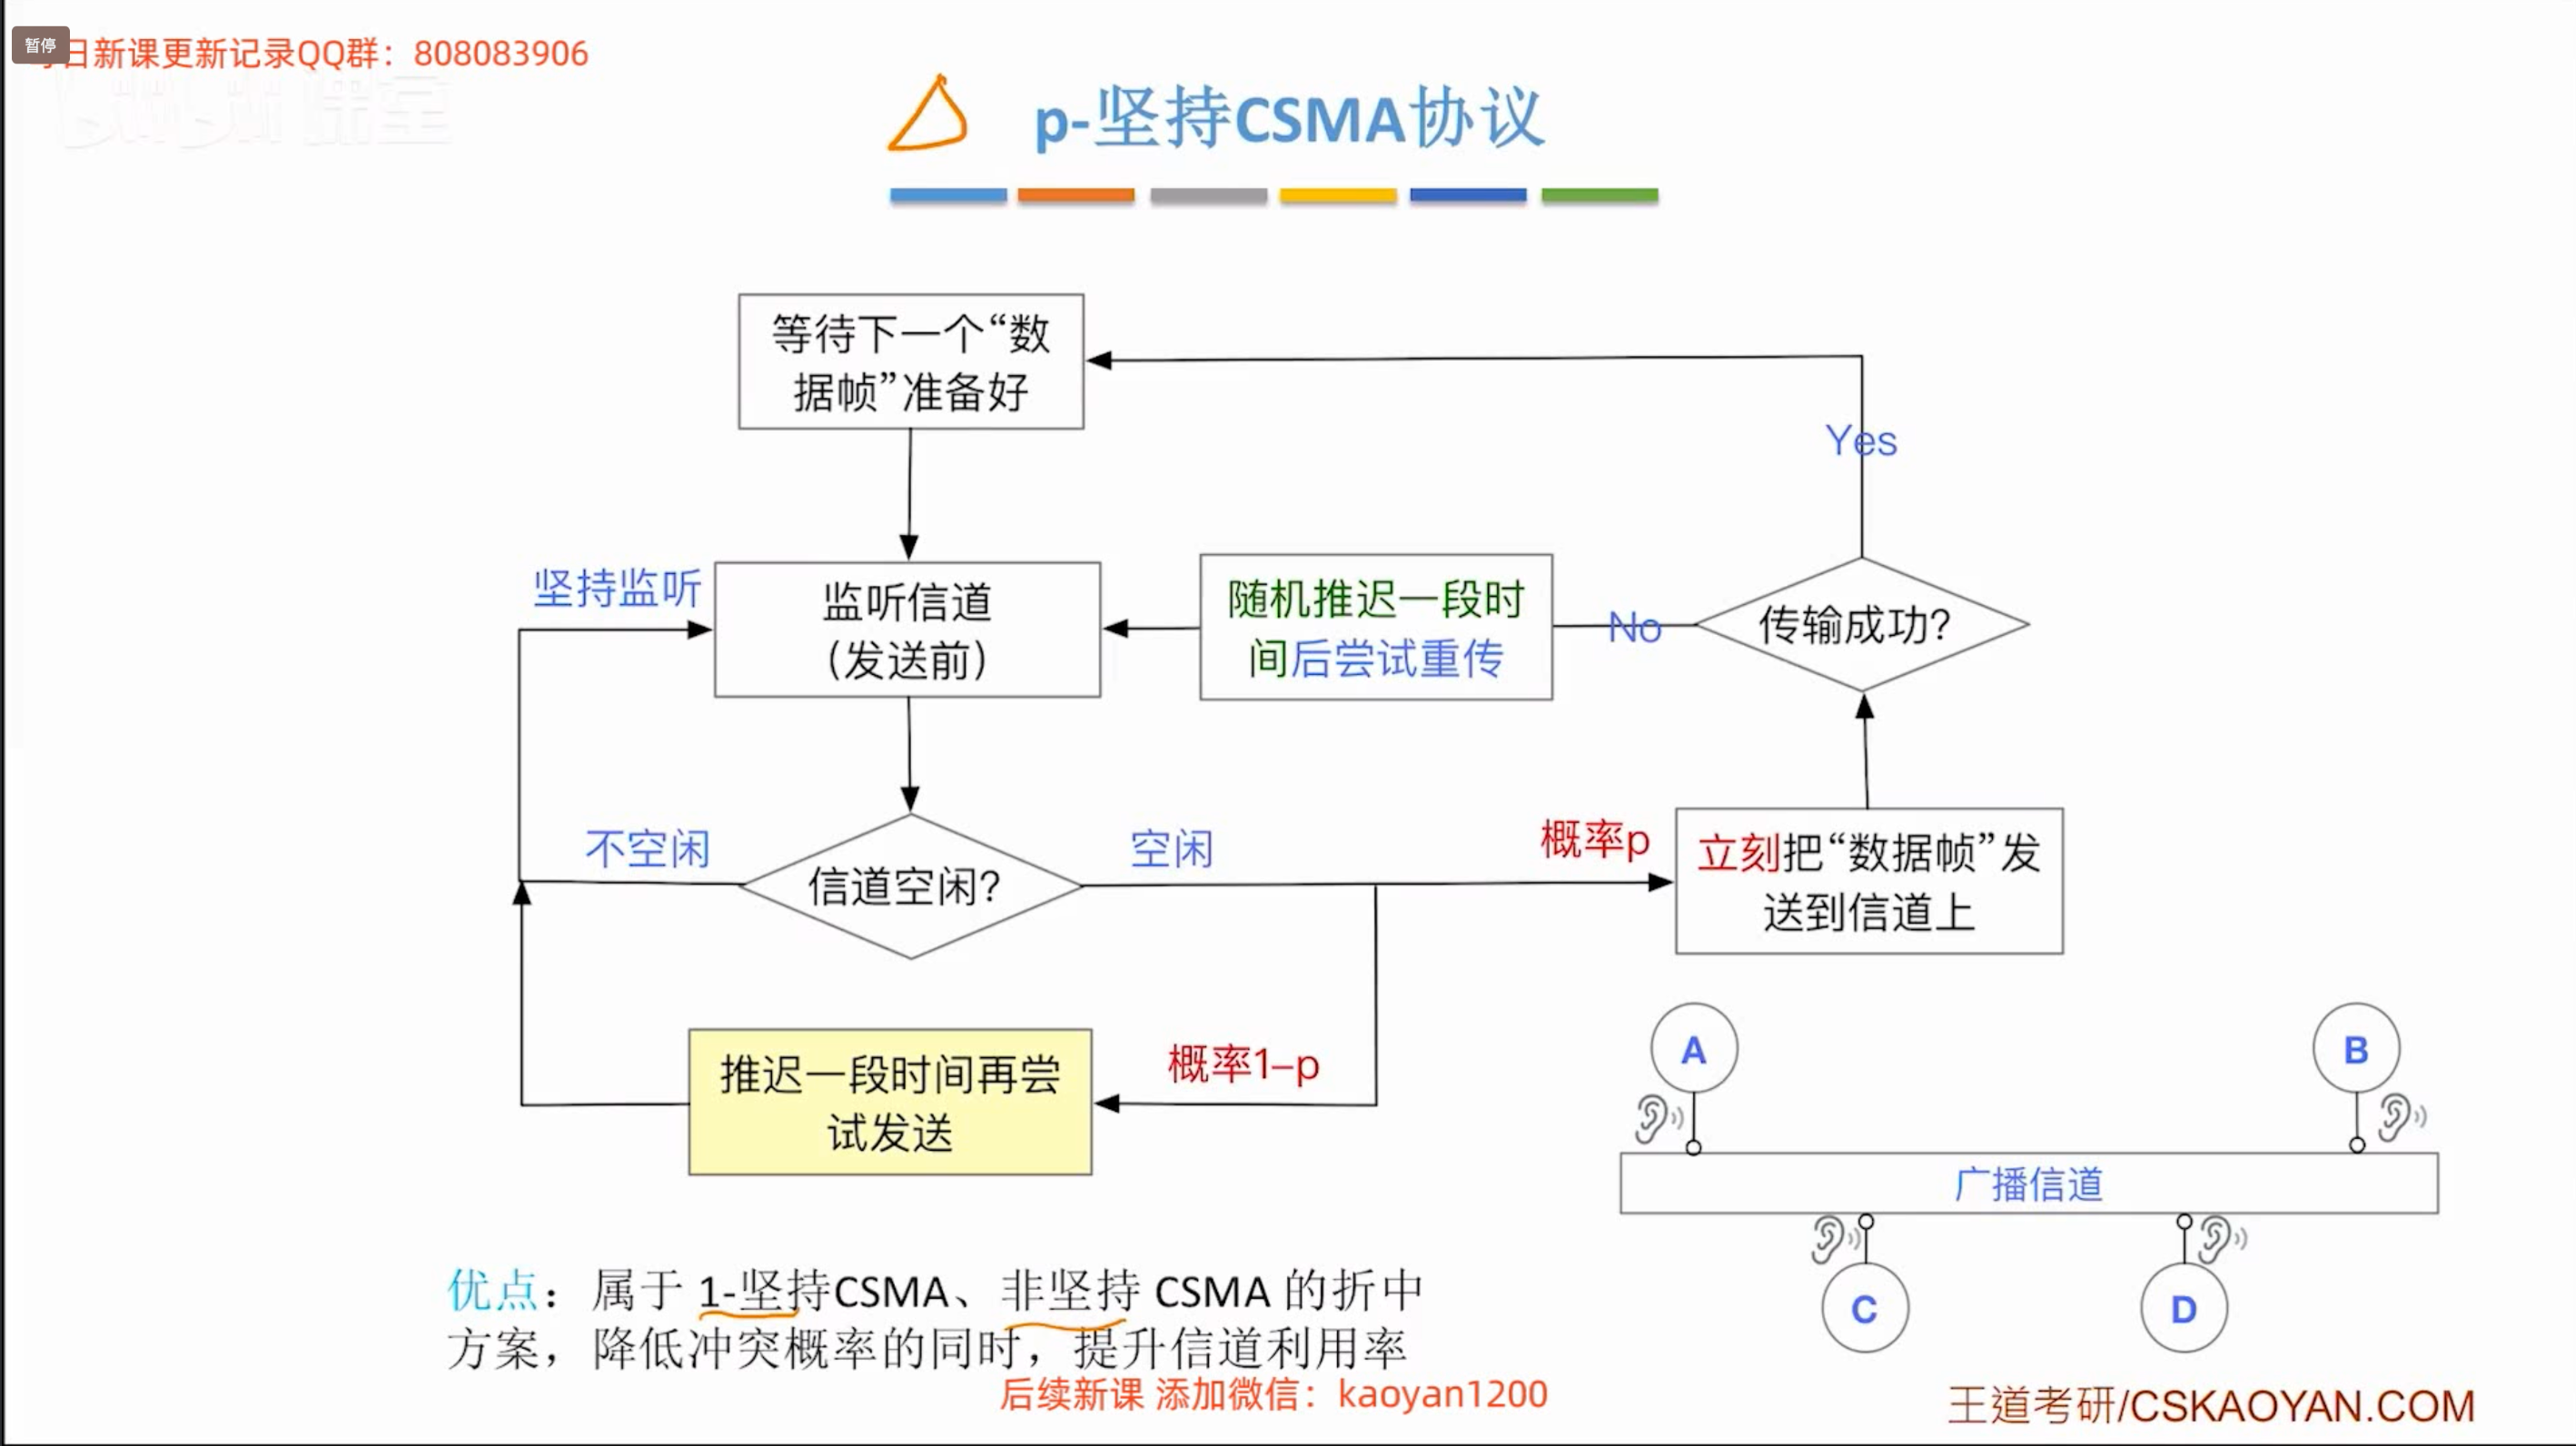 暂停
日新课更新记录QQ群：808083906
课堂
p-坚持CSMA协议
等待下一个“数
据帧”准备好
Yes
坚持监听
监听信道
（发送前）
随机推迟一段时
间后尝试重传
No
传输成功？
不空闲
信道空闲？
空闲
概率p
立刻把“数据帧”发
送到信道上
推迟一段时间再尝
试发送
概率1–p
A
B
广播信道
C
D
优点：属于 1-坚持CSMA、非坚持 CSMA 的折中
方案，降低冲突概率的同时，提升信道利用率
后续新课 添加微信：kaoyan1200
王道考研/CSKAOYAN.COM